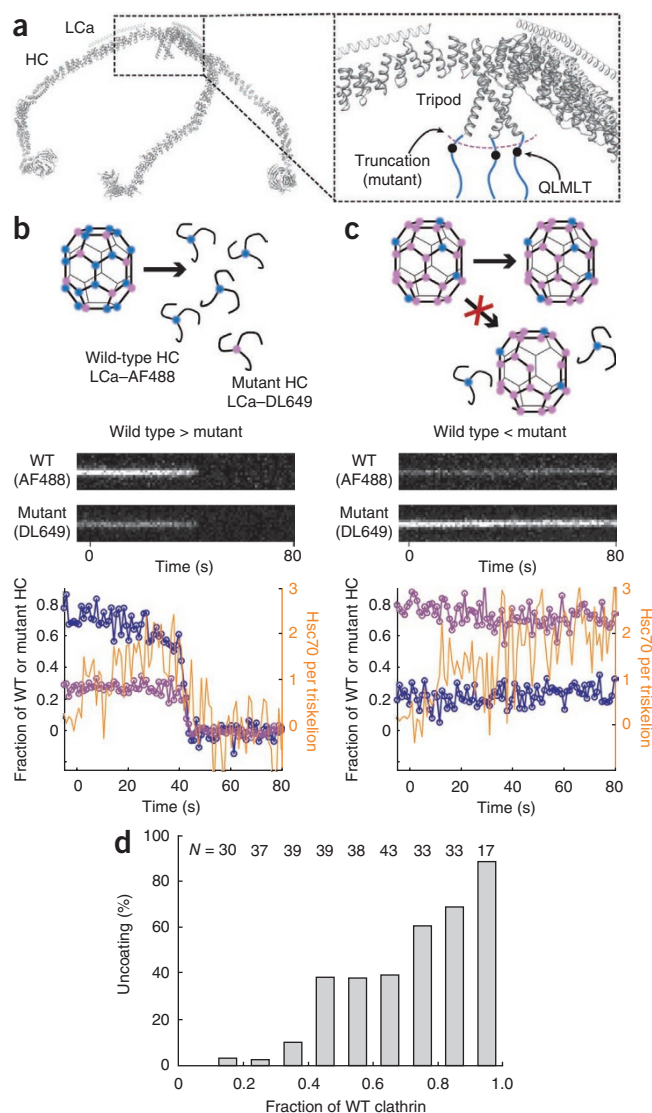 a
LCa
HC
Tripod
Truncation
(mutant)
QLMLT
b
Wild-type HC
LCa–AF488
Mutant HC
LCa–DL649
c
Wild type > mutant
WT
(AF488)
Mutant
(DL649)
0
80
Time (s)
Wild type < mutant
WT
(AF488)
Mutant
(DL649)
0
80
Time (s)
Fraction of WT or mutant HC
0.8
0.6
0.4
0.2
0
3
2
1
0
Hsc70 per triskelion
0 20 40 60 80
Time (s)
Fraction of WT or mutant HC
0.8
0.6
0.4
0.2
0
3
2
1
0
Hsc70 per triskelion
0 20 40 60 80
Time (s)
d
N = 30 37 39 39 38 43 33 33 17
Uncoating (%)
100
80
60
40
20
0
0 0.2 0.4 0.6 0.8 1.0
Fraction of WT clathrin